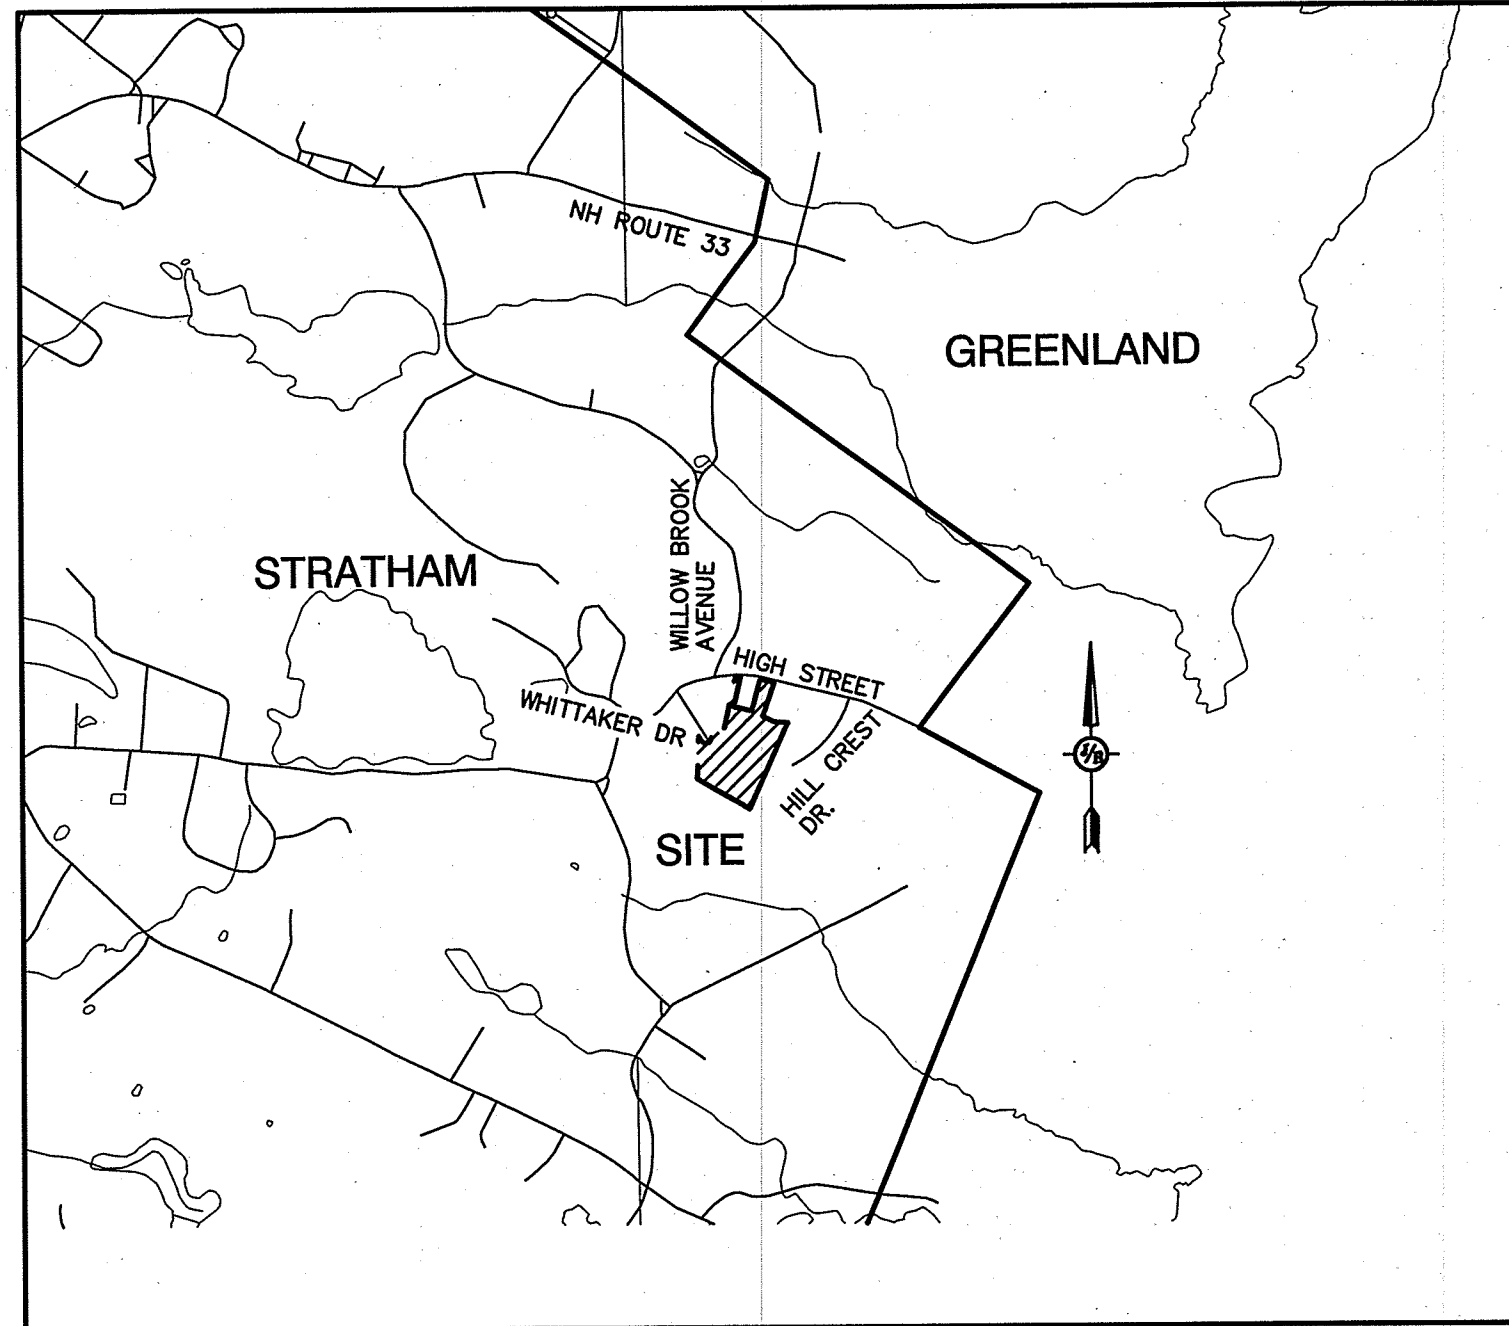 NH ROUTE 33
GREENLAND
STRATHAM
WILLOW BROOK
AVENUE
HIGH STREET
WHITTAKER DR
HILL CREST
DR.
SITE